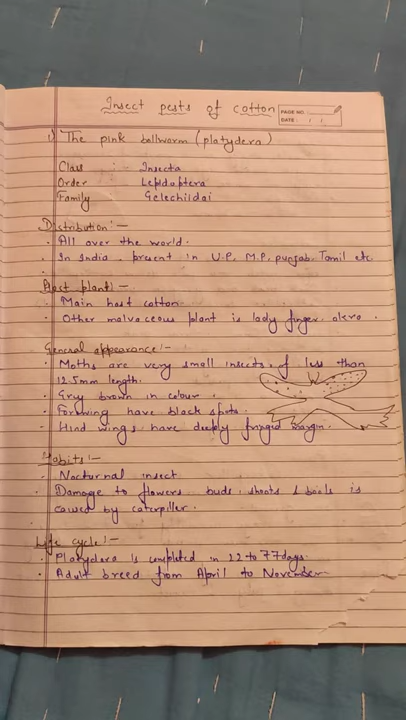 Insect pests of cotton
PAGE NO.
DATE
1) The pink bollworm (platydera)
Class :- Insecta
Order Lepidoptera
Family Gelechildai
Distribution:-
· All over the world.
· In India, present in U.P, M.P, punjab. Tamil etc.
Host plant:-
· Main host cotton.
· Other malvaceous plant is lady finger. okra.
General appearance:-
· Moths are very small insects. of less than
12.5mm length.
· Grey brown in colour.
· Forewing have black spots.
· Hind wings have deeply fringed margin.
Habits:-
· Nocturnal insect
· Damage to flowers buds, shoots & bools is
caused by caterpiller.
Life cycle:-
· Platydera is completed in 22 to 77days.
· Adult breed from April to November